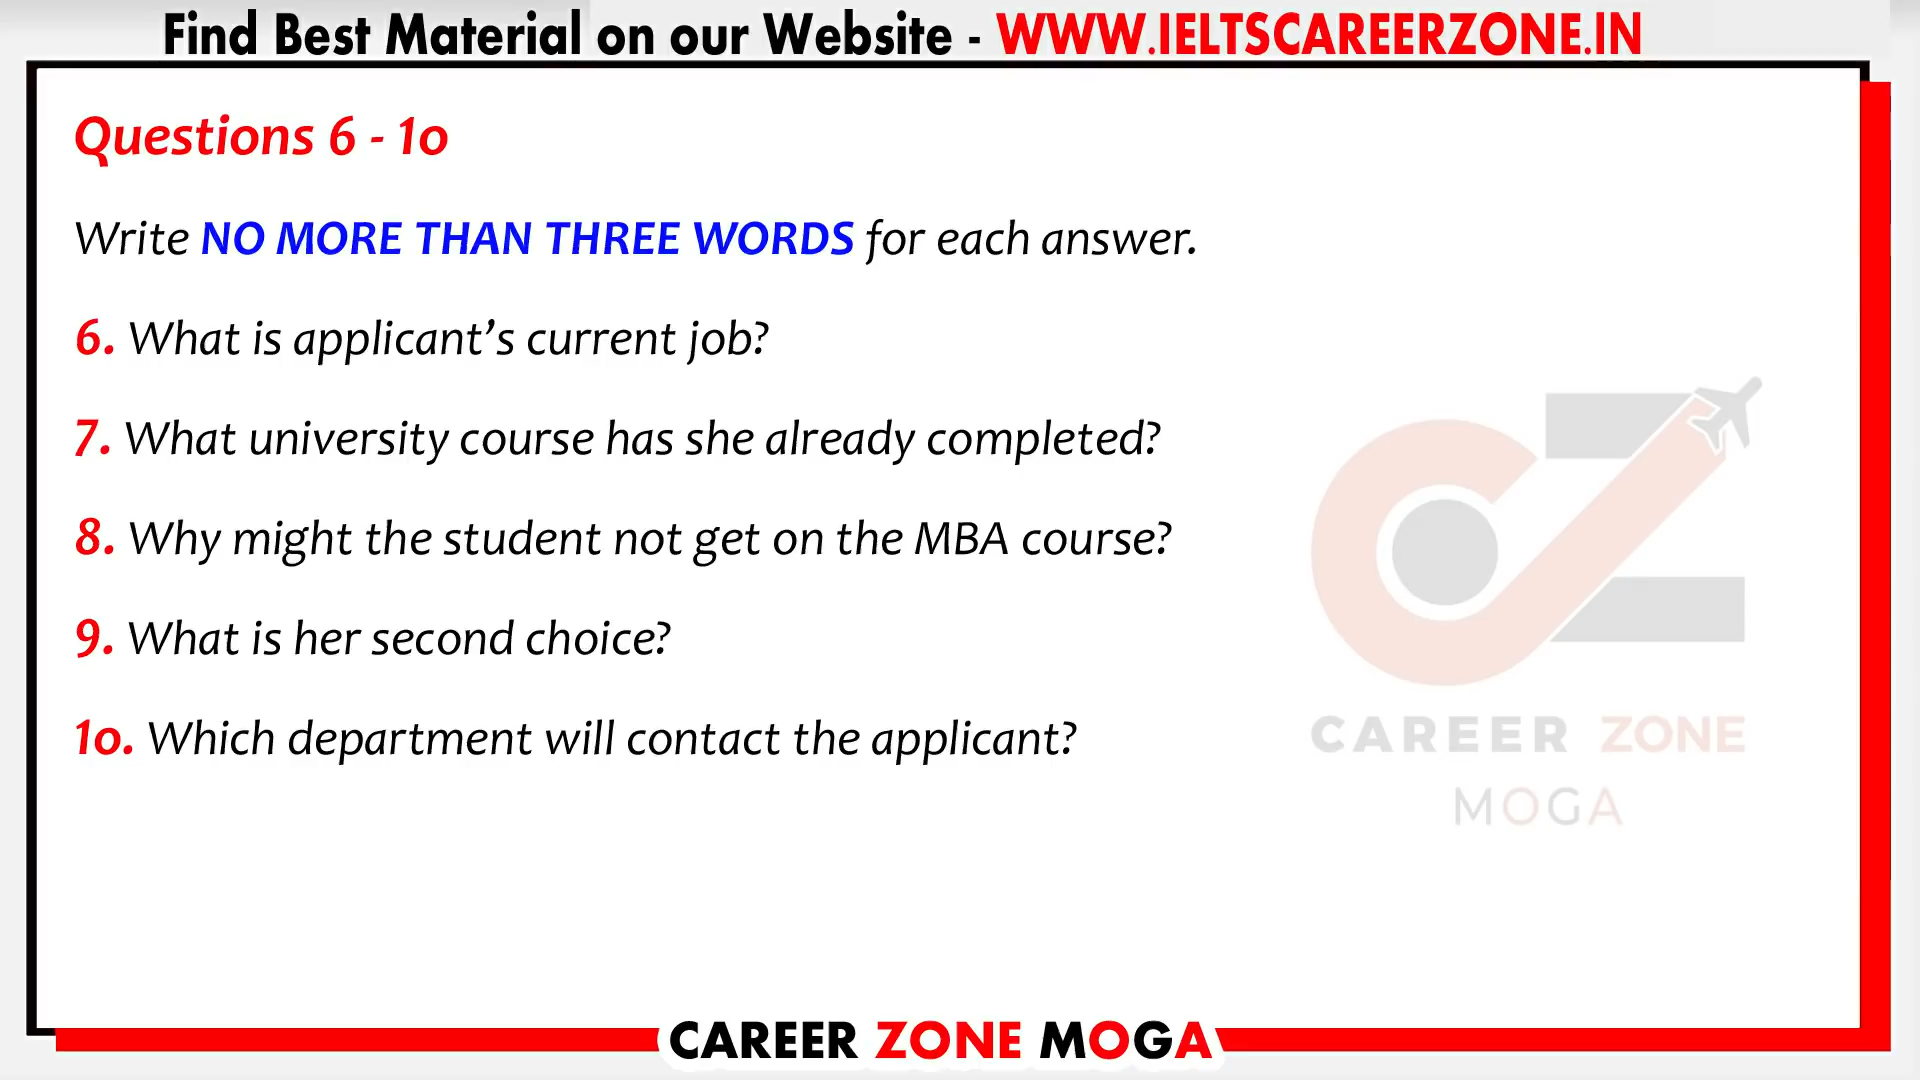 Find Best Material on our Website - WWW.IELTSCAREERZONE.IN
Questions 6 - 10
Write NO MORE THAN THREE WORDS for each answer.
6. What is applicant’s current job?
7. What university course has she already completed?
8. Why might the student not get on the MBA course?
9. What is her second choice?
10. Which department will contact the applicant?
CAREER ZONE
MOGA
CAREER ZONE MOGA